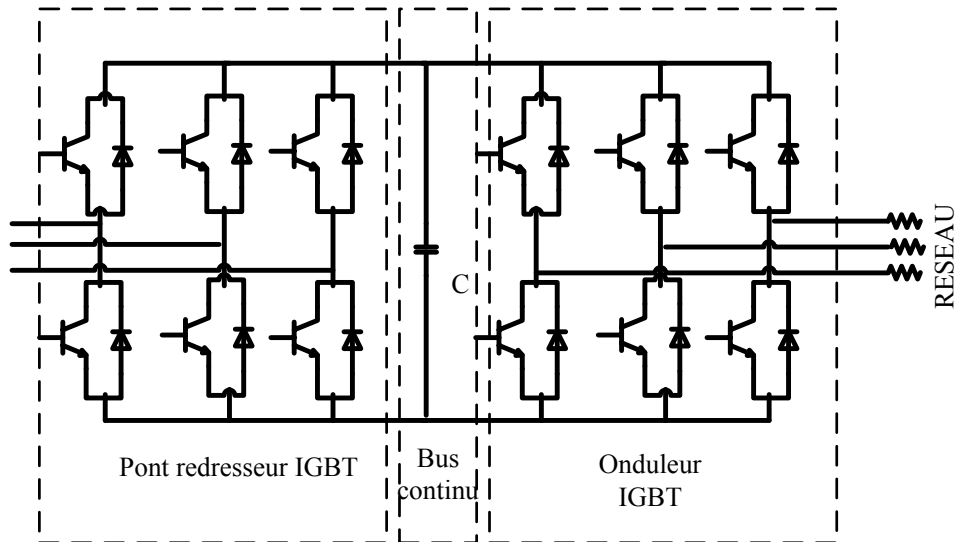 C
RESEAU
Pont redresseur IGBT
Bus
continu
Onduleur
IGBT